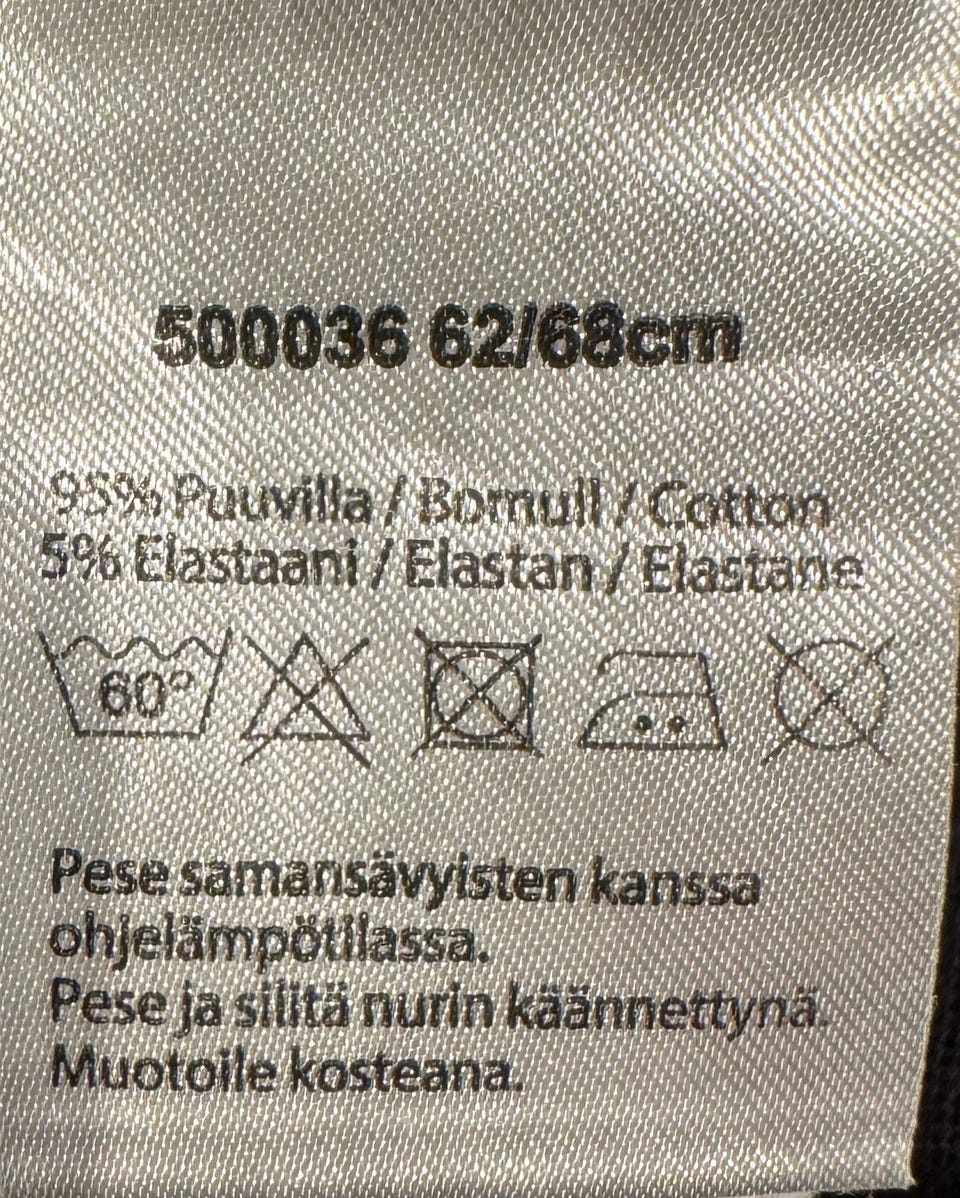 500036 62/68cm
95% Puuvilla / Bomull / Cotton
5% Elastaani / Elastan / Elastane
60°
Pese samansävyisten kanssa
ohjelämpötilassa.
Pese ja silitä nurin käännettynä.
Muotoile kosteana.